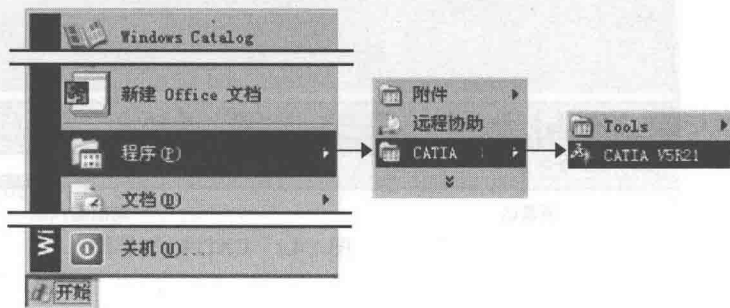 Windows Catalog
新建 Office 文档
程序(P)
文档(D)
关机(U)...
Wi
开始
附件
远程协助
CATIA
Tools
CATIA V5R21